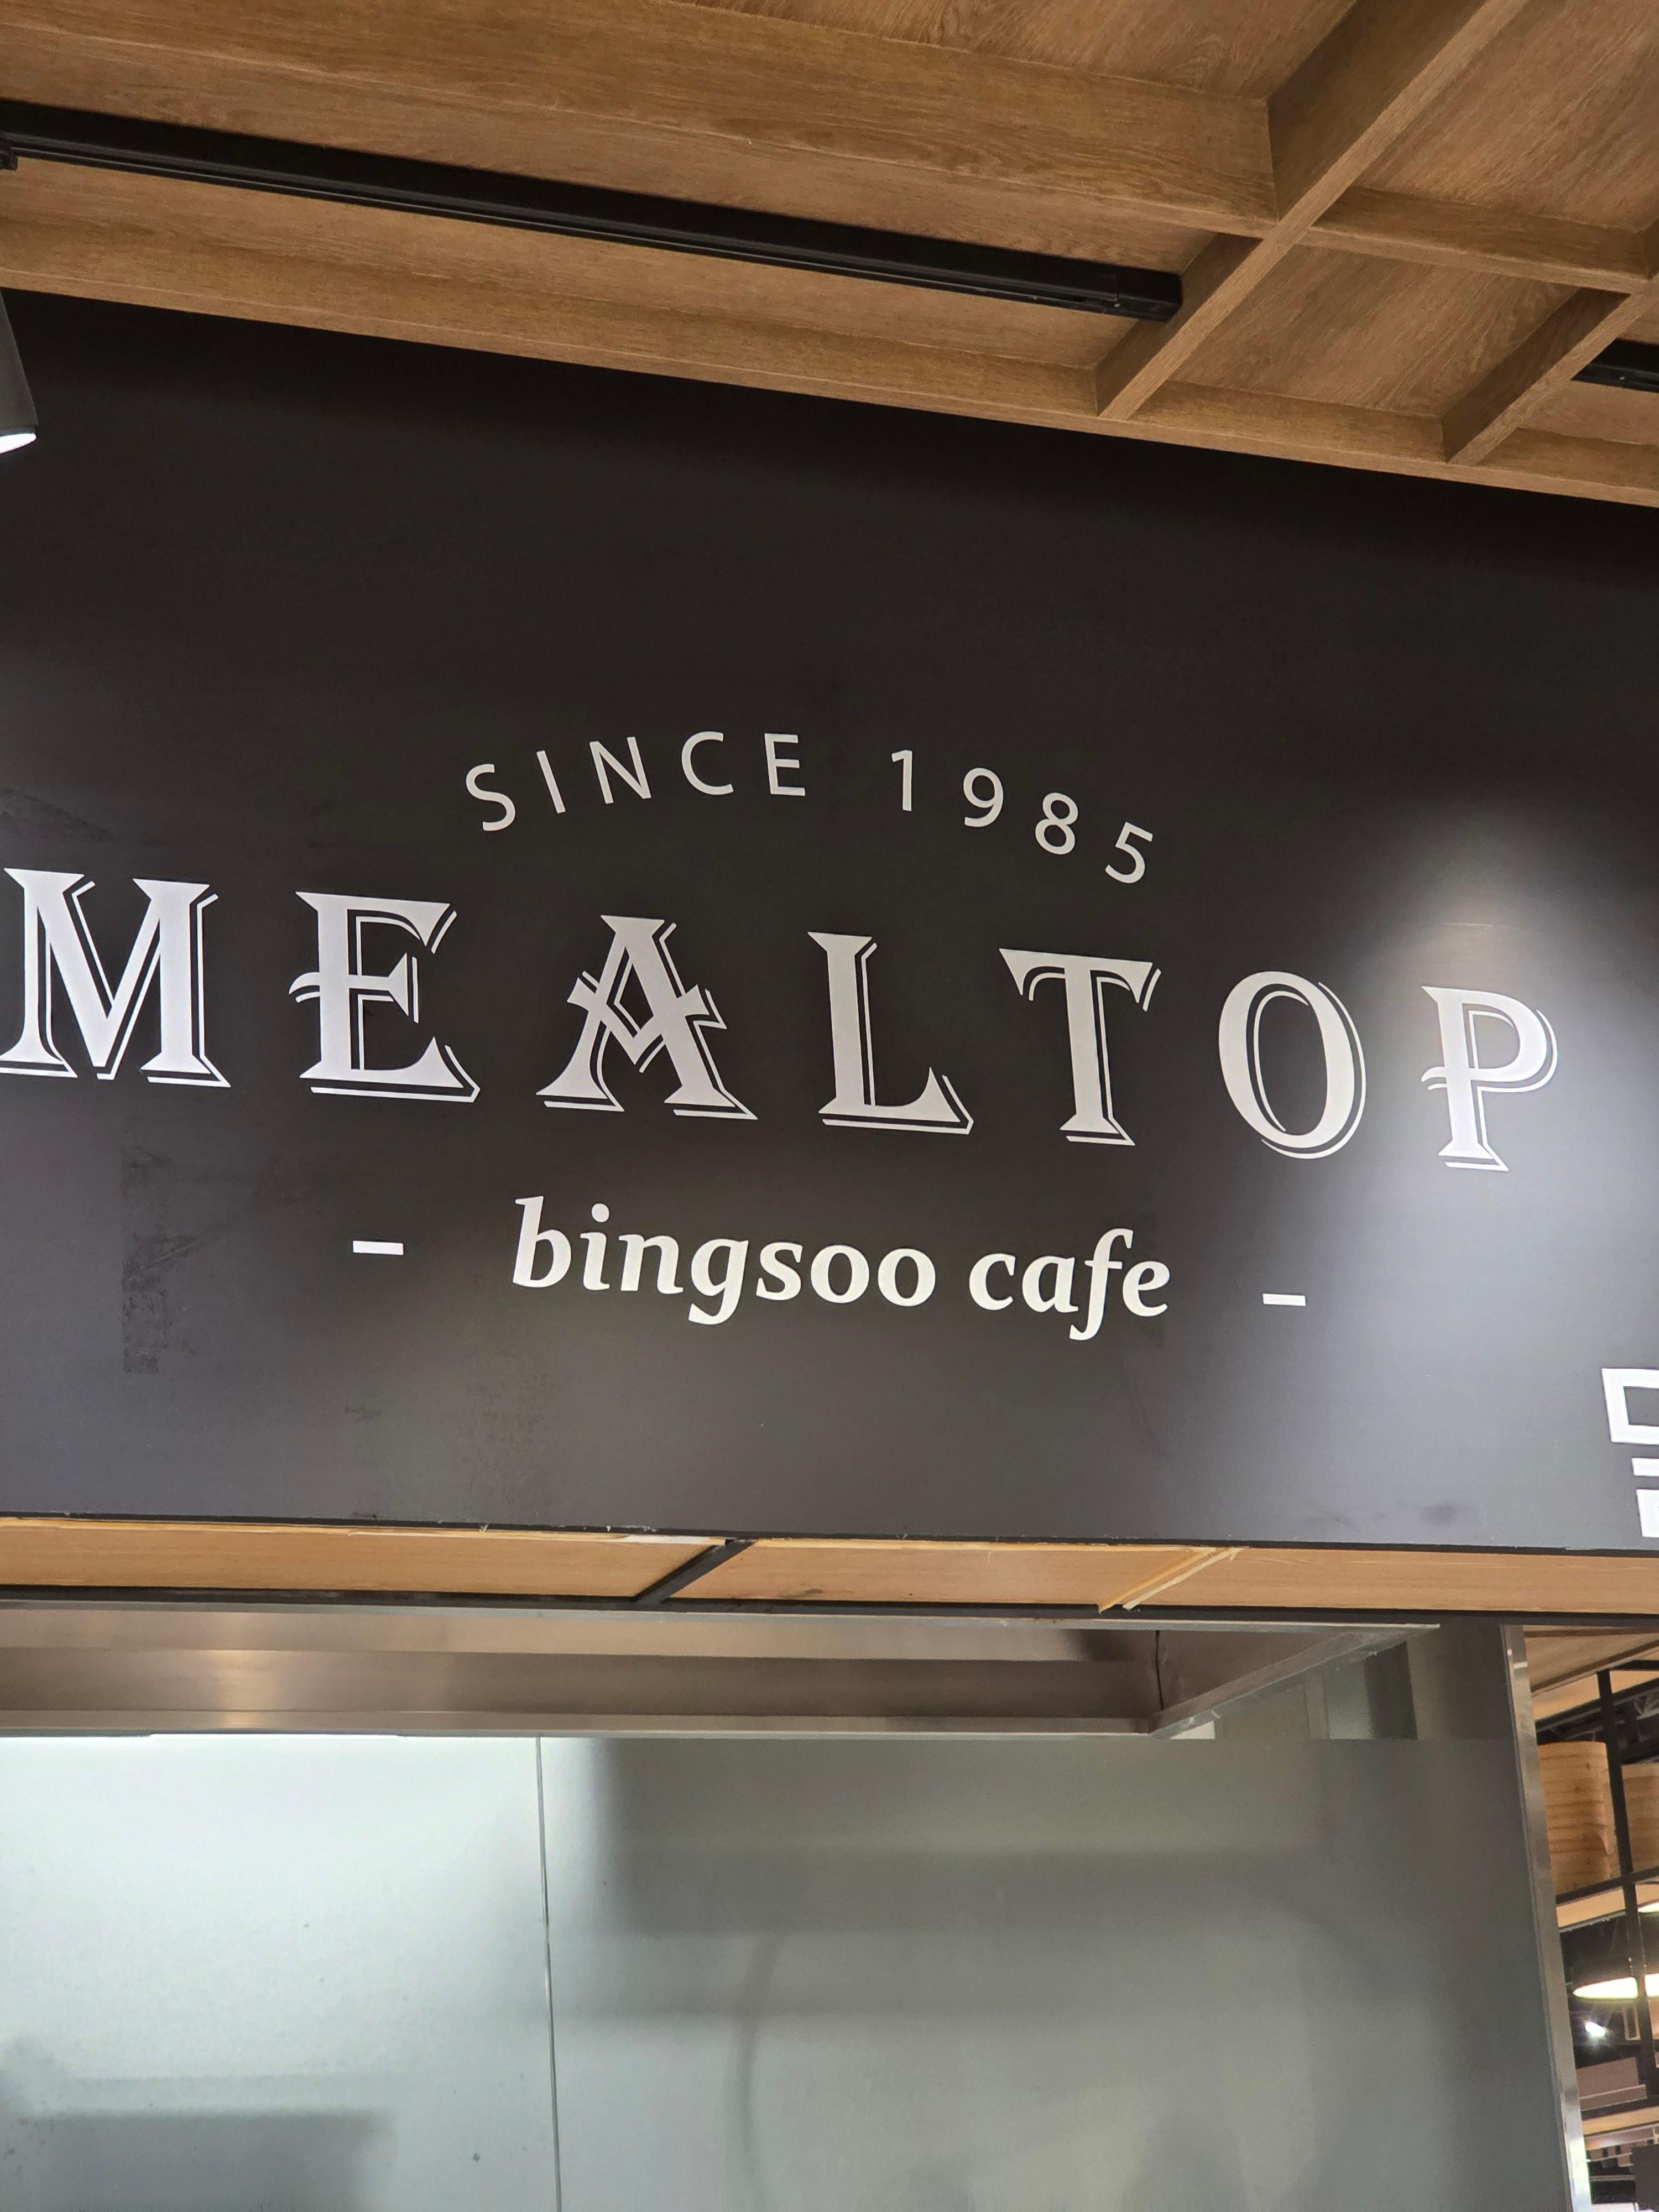 SINCE 1985
MEALTOP
- bingsoo cafe -